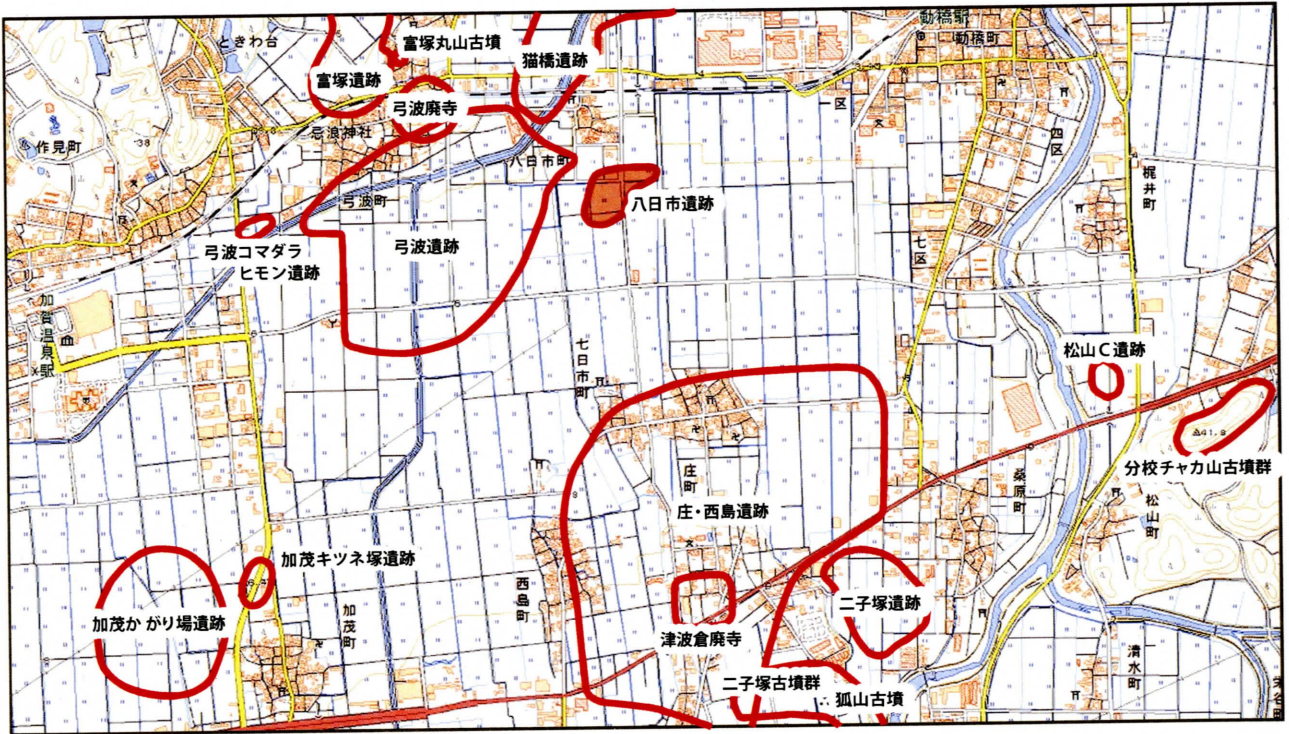 動橋駅
動橋町
ときわ台
富塚丸山古墳
猫橋遺跡
富塚遺跡
弓波廃寺
区
忌浪神社
四区
作見町
38
八日市町
梶井町
弓波町
八日市遺跡
弓波コマダラ
ヒモン遺跡
弓波遺跡
七区
加賀温泉駅
七日市町
松山C遺跡
41.8
分校チャカ山古墳群
庄町
桑原町
松山町
庄・西島遺跡
加茂キツネ塚遺跡
西島町
加茂町
二子塚遺跡
加茂かがり場遺跡
津波倉廃寺
清水町
二子塚古墳群
狐山古墳